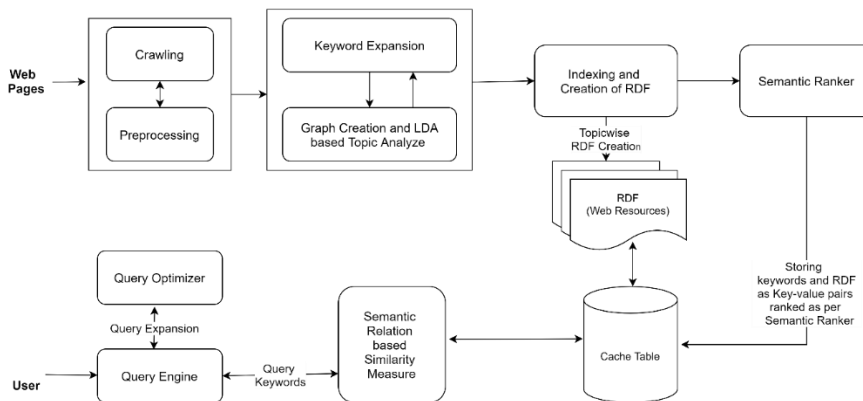 Web
Pages
Crawling
Preprocessing
Keyword Expansion
Graph Creation and LDA
based Topic Analyze
Indexing and
Creation of RDF
Semantic Ranker
Topicwise
RDF Creation
RDF
(Web Resources)
Storing
keywords and RDF
as Key-value pairs
ranked as per
Semantic Ranker
Query Optimizer
Query Expansion
User
Query Engine
Query
Keywords
Semantic
Relation
based
Similarity
Measure
Cache Table